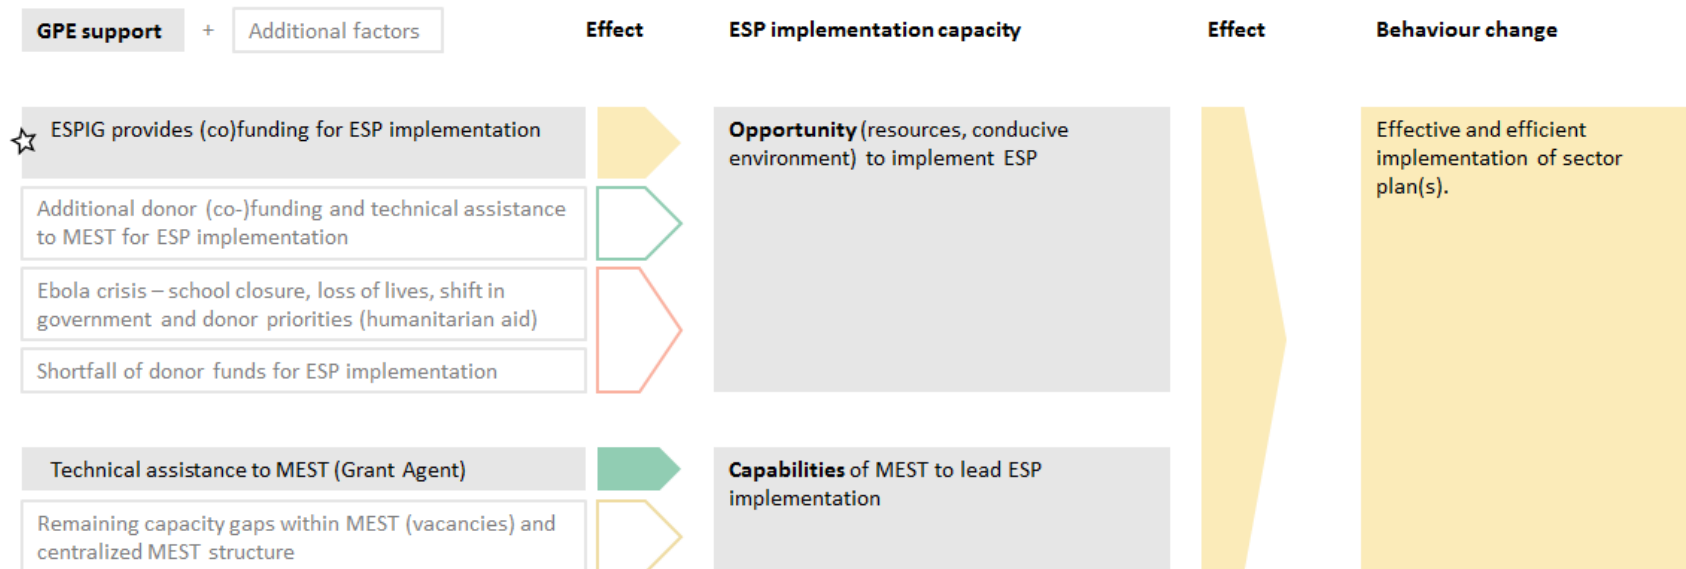 GPE support + Additional factors Effect ESP implementation capacity Effect Behaviour change
ESPIG provides (co)funding for ESP implementation
Opportunity (resources, conducive
environment) to implement ESP
Effective and efficient
implementation of sector
plan(s).
Additional donor (co-)funding and technical assistance
to MEST for ESP implementation
Ebola crisis – school closure, loss of lives, shift in
government and donor priorities (humanitarian aid)
Shortfall of donor funds for ESP implementation
Technical assistance to MEST (Grant Agent)
Capabilities of MEST to lead ESP
implementation
Remaining capacity gaps within MEST (vacancies) and
centralized MEST structure